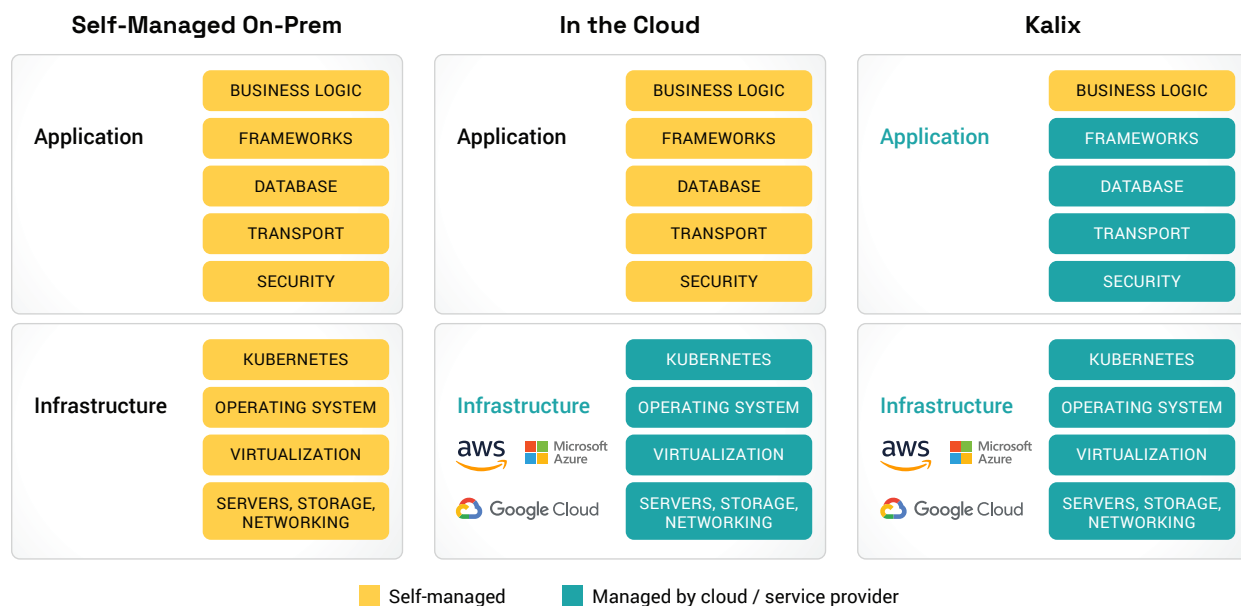 Self-Managed On-Prem
In the Cloud
Kalix
Application
BUSINESS LOGIC
FRAMEWORKS
DATABASE
TRANSPORT
SECURITY
Application
BUSINESS LOGIC
FRAMEWORKS
DATABASE
TRANSPORT
SECURITY
Application
BUSINESS LOGIC
FRAMEWORKS
DATABASE
TRANSPORT
SECURITY
Infrastructure
KUBERNETES
OPERATING SYSTEM
VIRTUALIZATION
SERVERS, STORAGE,
NETWORKING
Infrastructure
aws
Microsoft
Azure
Google Cloud
KUBERNETES
OPERATING SYSTEM
VIRTUALIZATION
SERVERS, STORAGE,
NETWORKING
Infrastructure
aws
Microsoft
Azure
Google Cloud
KUBERNETES
OPERATING SYSTEM
VIRTUALIZATION
SERVERS, STORAGE,
NETWORKING
Self-managed
Managed by cloud / service provider